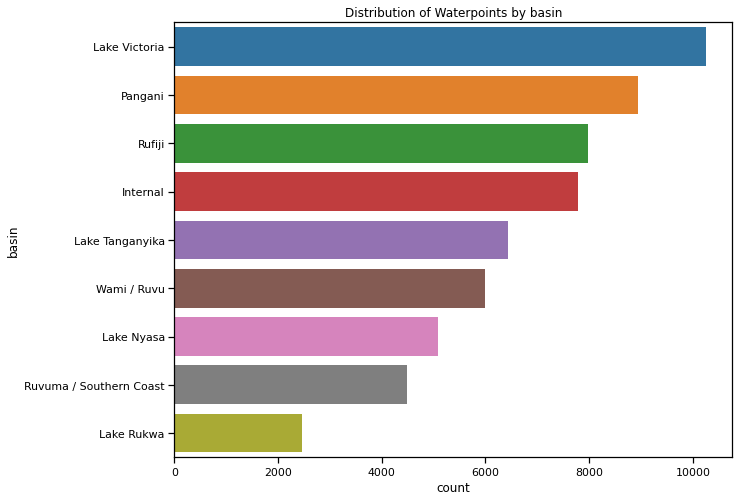 Distribution of Waterpoints by basin
Lake Victoria
Pangani
Rufiji
Internal
Lake Tanganyika
Wami / Ruvu
Lake Nyasa
Ruvuma / Southern Coast
Lake Rukwa
basin
0 2000 4000 6000 8000 10000
count